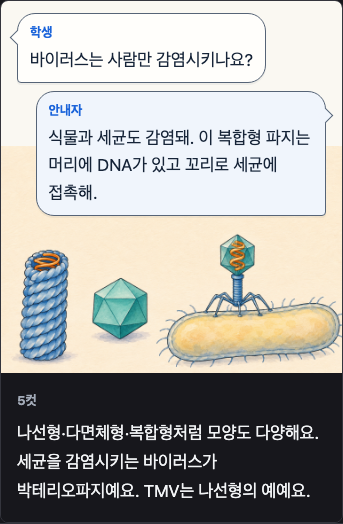 학생
바이러스는 사람만 감염시키나요?
안내자
식물과 세균도 감염돼. 이 복합형 파지는
머리에 DNA가 있고 꼬리로 세균에
접촉해.
5컷
나선형·다면체형·복합형처럼 모양도 다양해요.
세균을 감염시키는 바이러스가
박테리오파지예요. TMV는 나선형의 예예요.